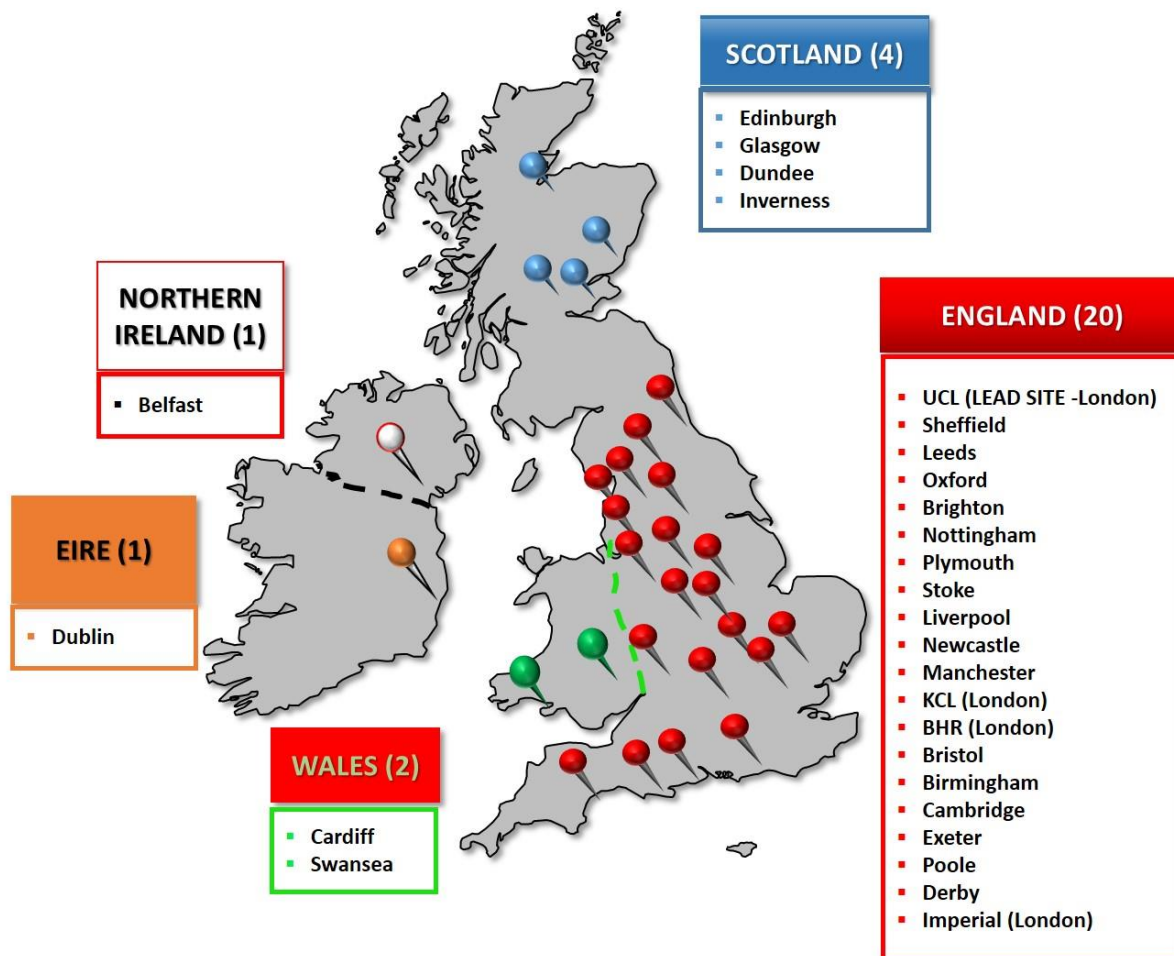 SCOTLAND (4)
Edinburgh
Glasgow
Dundee
Inverness
NORTHERN
IRELAND (1)
Belfast
EIRE (1)
Dublin
WALES (2)
Cardiff
Swansea
ENGLAND (20)
UCL (LEAD SITE -London)
Sheffield
Leeds
Oxford
Brighton
Nottingham
Plymouth
Stoke
Liverpool
Newcastle
Manchester
KCL (London)
BHR (London)
Bristol
Birmingham
Cambridge
Exeter
Poole
Derby
Imperial (London)